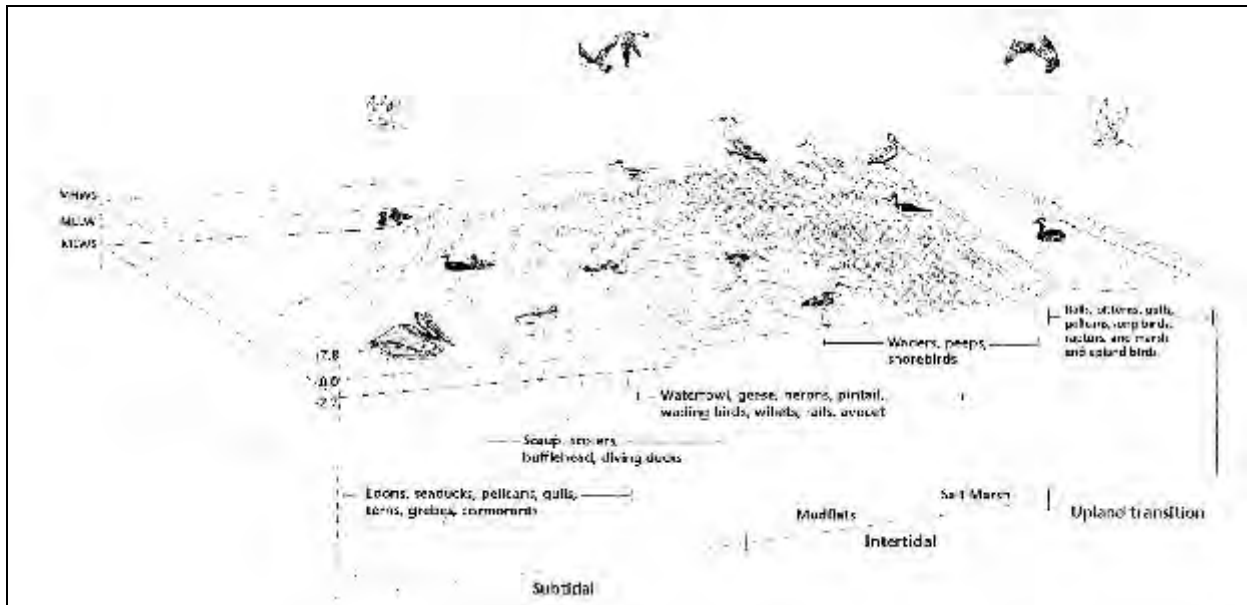 MHWS
MLLW
MLWS
+7.8
0.0
Rails, bitterns, gulls,
pelicans, song birds,
raptors, and marsh
and upland birds.
Waders, peeps,
shorebirds
Waterfowl, geese, herons, pintail,
wading birds, willets, rails, avocet
Scaup, scoters,
bufflehead, diving ducks
Loons, seaducks, pelicans, gulls,
terns, grebes, cormorants
Salt Marsh
Mudflats
Upland transition
Intertidal
Subtidal